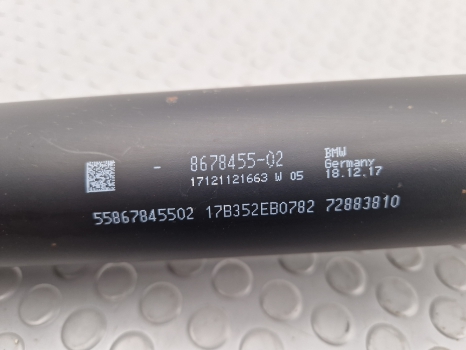 - 8678455-02
17121121663 W 05
BMW
Germany
18.12.17
55867845502 17B352EB0782 72883810